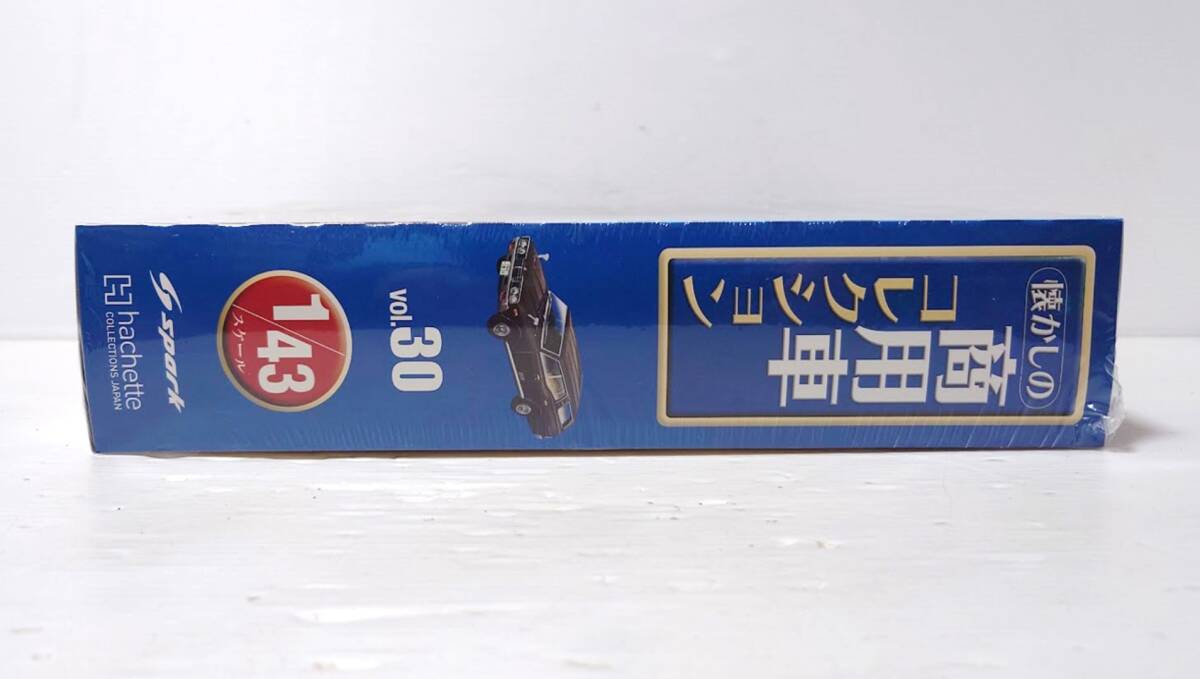 懐かしの
商用車
コレクション
vol.30
1/43
スケール
spark
hachette
COLLECTIONS JAPAN